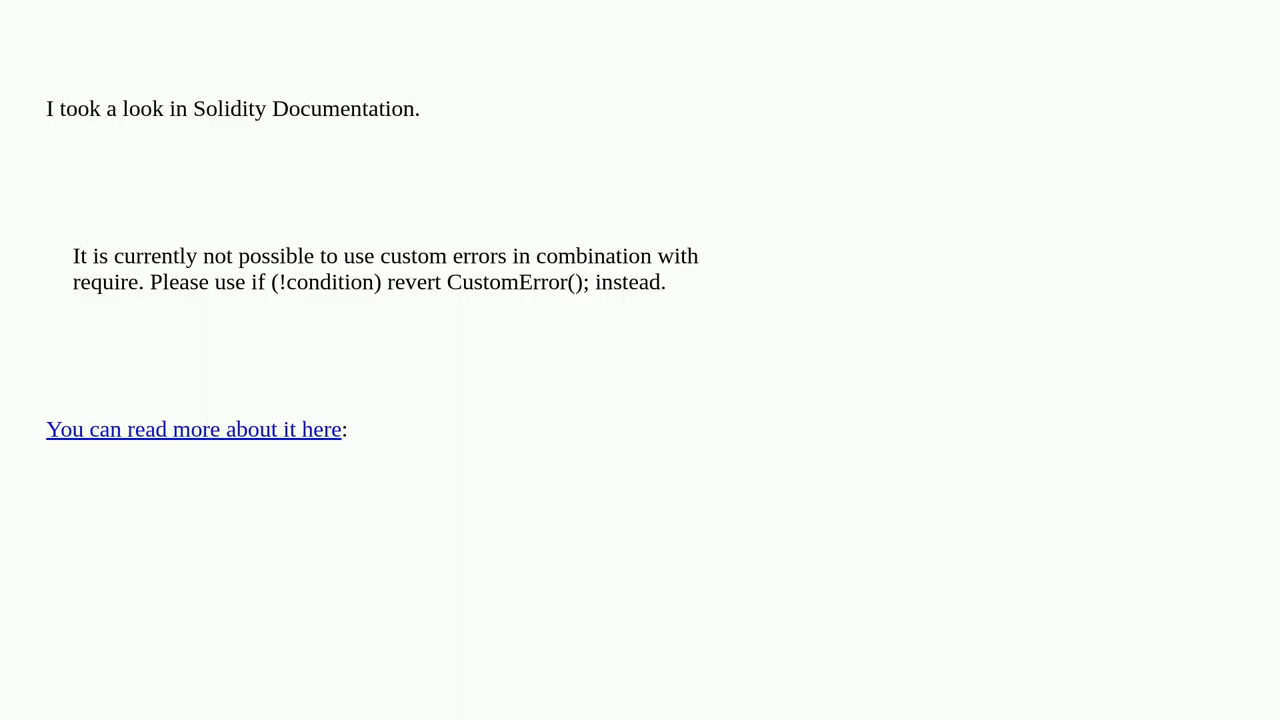 I took a look in Solidity Documentation.
It is currently not possible to use custom errors in combination with
require. Please use if (!condition) revert CustomError(); instead.
You can read more about it here: